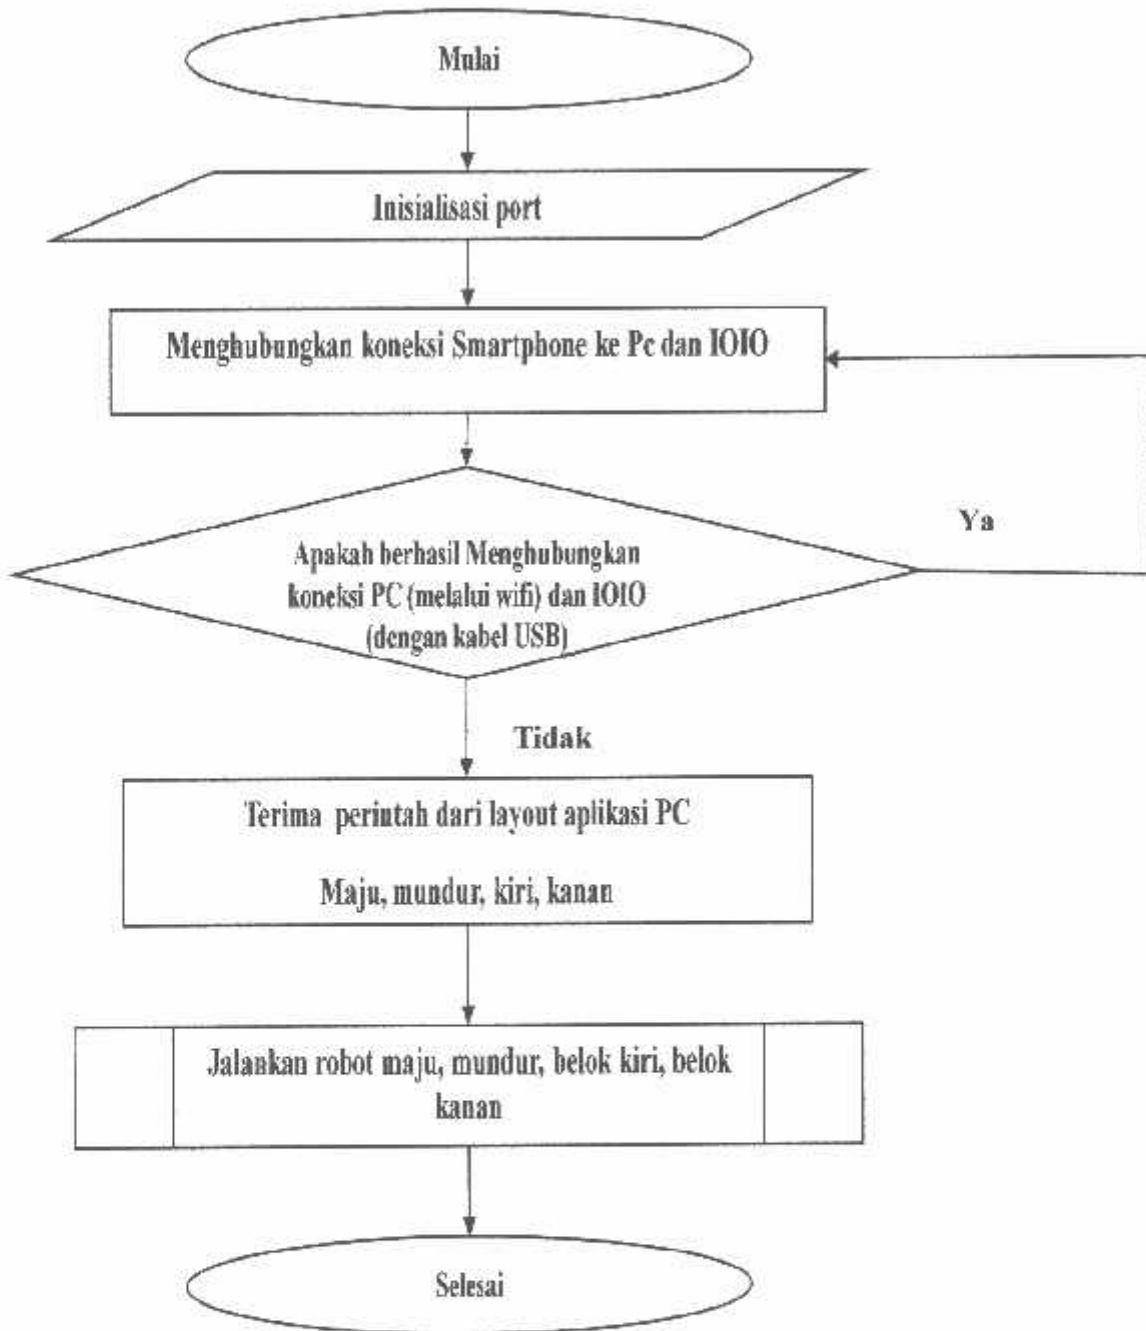 Mulai
Inisialisasi port
Menghubungkan koneksi Smartphone ke Pc dan IOIO
Apakah berhasil Menghubungkan
koneksi PC (melalui wifi) dan IOIO
(dengan kabel USB)
Ya
Tidak
Terima perintah dari layout aplikasi PC
Maju, mundur, kiri, kanan
Jalankan robot maju, mundur, belok kiri, belok
kanan
Selesai